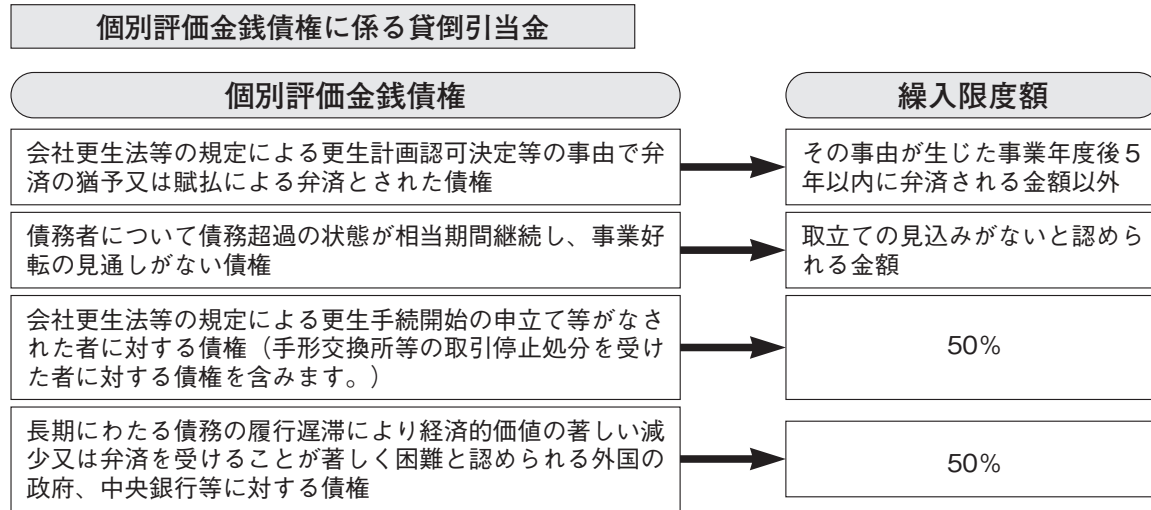 個別評価金銭債権に係る貸倒引当金
個別評価金銭債権
繰入限度額
会社更生法等の規定による更生計画認可決定等の事由で弁
済の猶予又は賦払による弁済とされた債権
その事由が生じた事業年度後5
年以内に弁済される金額以外
債務者について債務超過の状態が相当期間継続し、事業好
転の見通しがない債権
取立ての見込みがないと認めら
れる金額
会社更生法等の規定による更生手続開始の申立て等がなさ
れた者に対する債権（手形交換所等の取引停止処分を受け
た者に対する債権を含みます。）
50%
長期にわたる債務の履行遅滞により経済的価値の著しい減
少又は弁済を受けることが著しく困難と認められる外国の
政府、中央銀行等に対する債権
50%